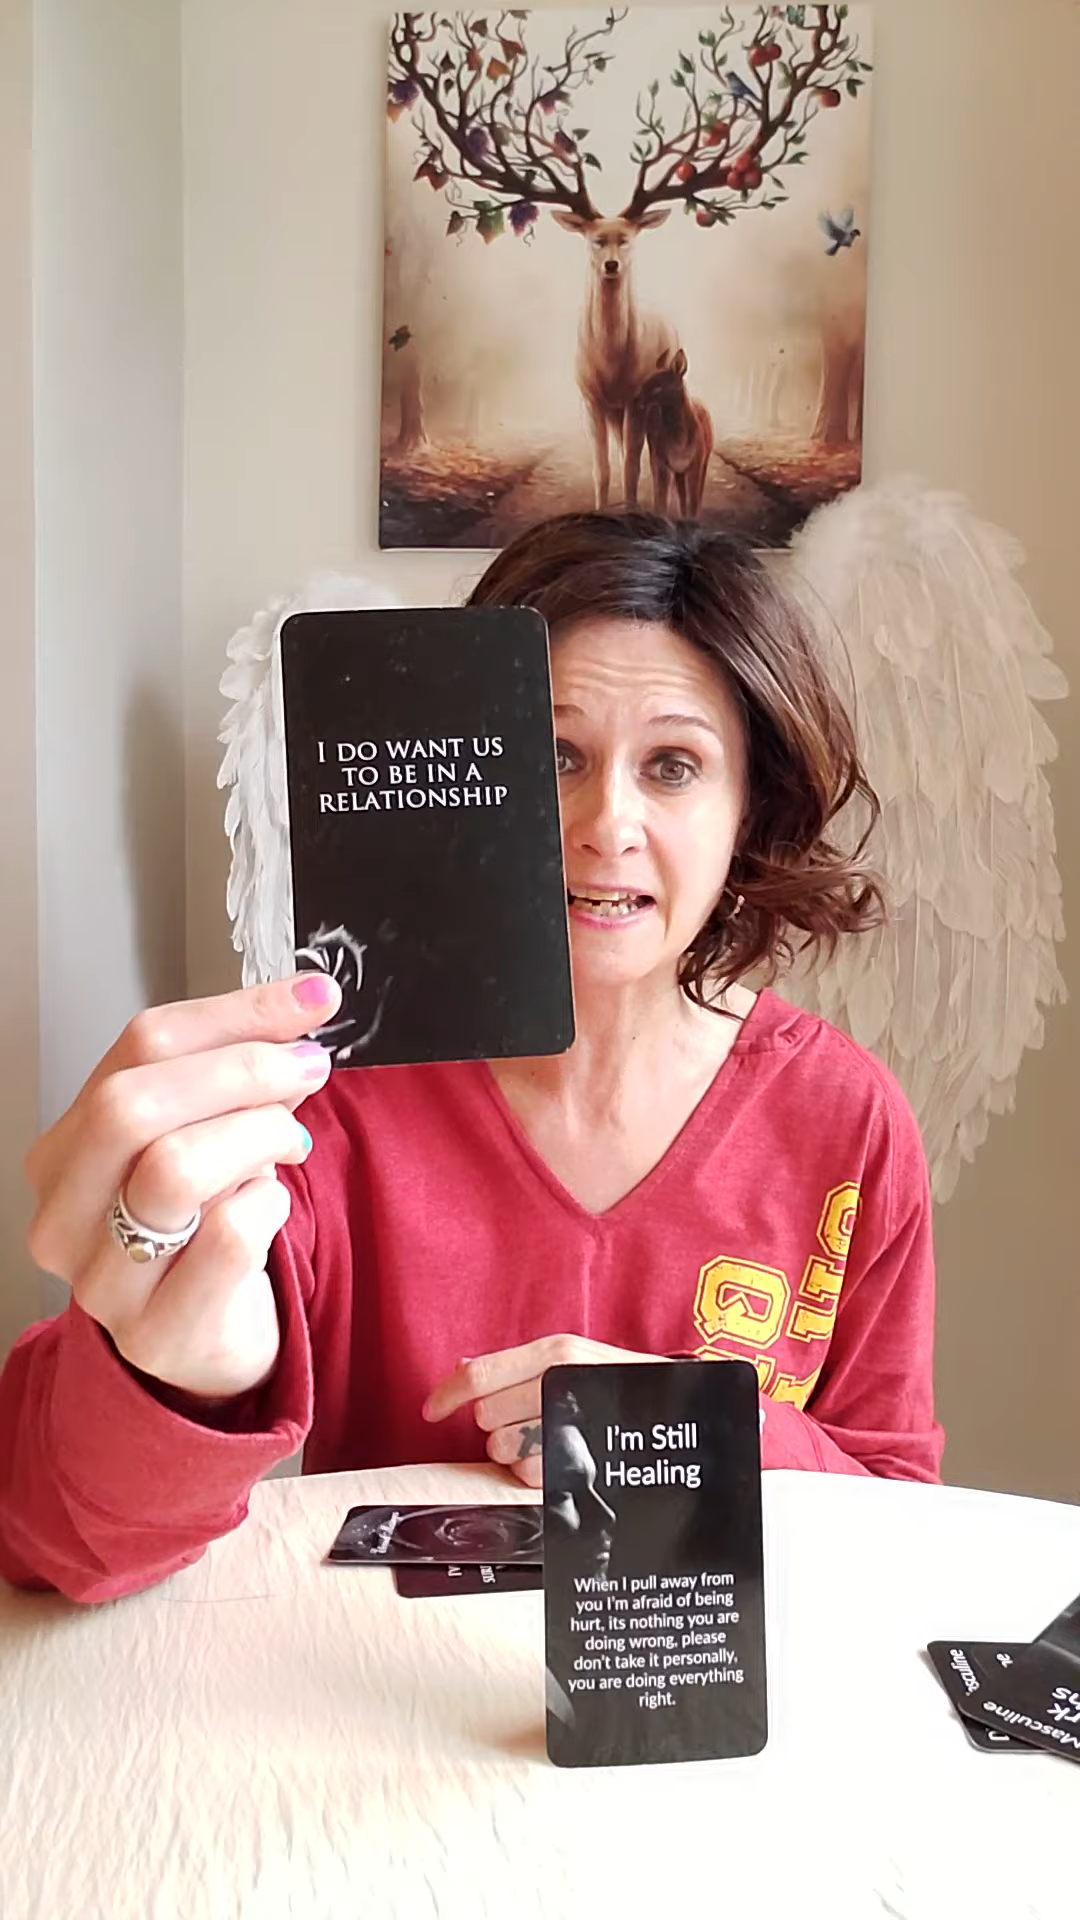 I DO WANT US
TO BE IN A
RELATIONSHIP
I'm Still
Healing
When I pull away from
you I'm afraid of being
hurt, its nothing you are
doing wrong, please
don't take it personally,
you are doing everything
right.
Masculine